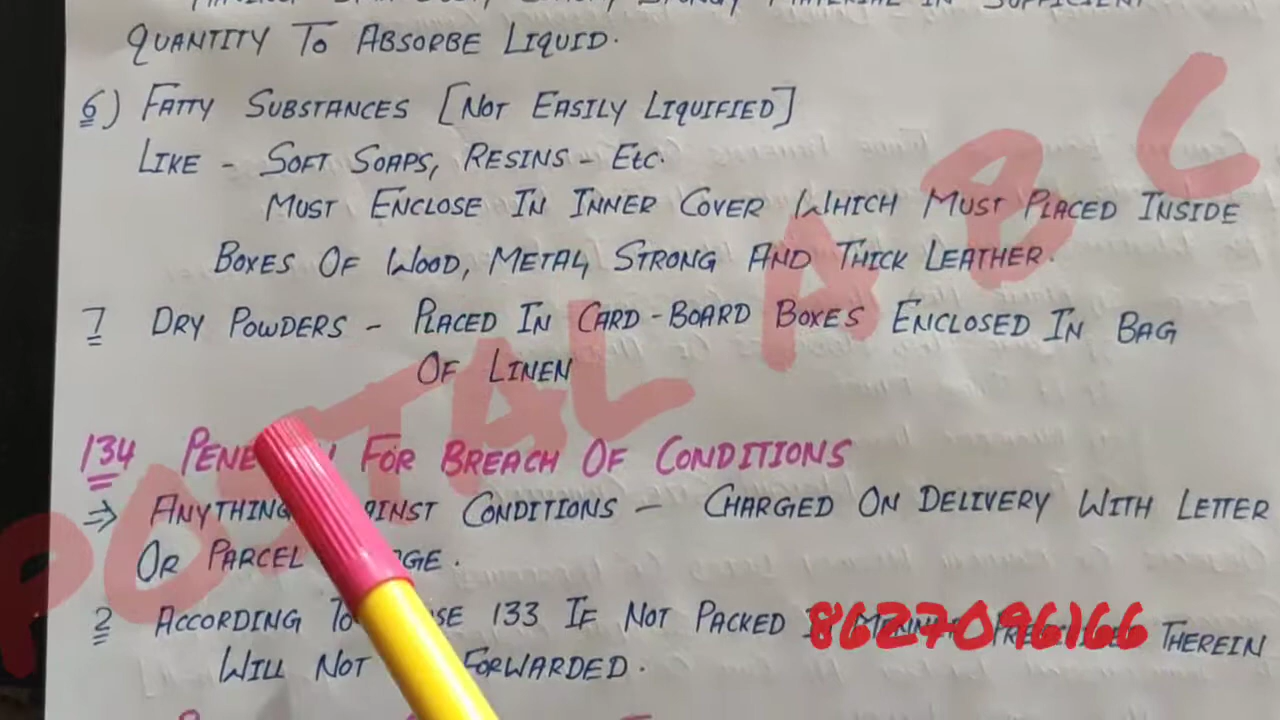 QUANTITY TO ABSORBE LIQUID.
6) FATTY SUBSTANCES [NOT EASILY LIQUIFIED]
LIKE - SOFT SOAPS, RESINS - Etc.
MUST ENCLOSE IN INNER COVER WHICH MUST PLACED INSIDE
BOXES OF WOOD, METAL, STRONG AND THICK LEATHER.
7 DRY POWDERS - PLACED IN CARD-BOARD BOXES ENCLOSED IN BAG
OF LINEN
134 FOR BREACH OF CONDITIONS
⇒ ANYTHING CONDITIONS - CHARGED ON DELIVERY WITH LETTER
OR PARCEL
2 ACCORDING TO 133 IF NOT PACKED THEREIN
WILL NOT FORWARDED.
POSTAL ABC
8627096166